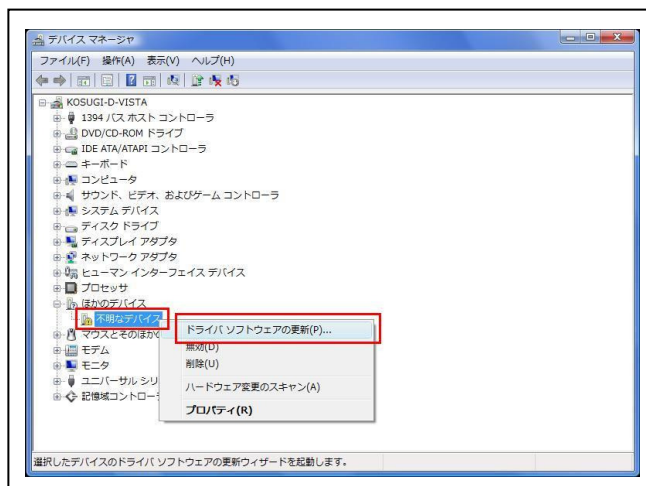 デバイス マネージャ
ファイル(F) 操作(A) 表示(V) ヘルプ(H)
KOSUGI-D-VISTA
1394 バス ホスト コントローラ
DVD/CD-ROM ドライブ
IDE ATA/ATAPI コントローラ
キーボード
コンピュータ
サウンド、ビデオ、およびゲーム コントローラ
システム デバイス
ディスク ドライブ
ディスプレイ アダプタ
ネットワーク アダプタ
ヒューマン インターフェイス デバイス
プロセッサ
ほかのデバイス
不明なデバイス
マウスとそのほかの
モデム
モニタ
ユニバーサル シリ
記憶域コントロー
ドライバ ソフトウェアの更新(P)...
無効(D)
削除(U)
ハードウェア変更のスキャン(A)
プロパティ(R)
選択したデバイスのドライバ ソフトウェアの更新ウィザードを起動します。